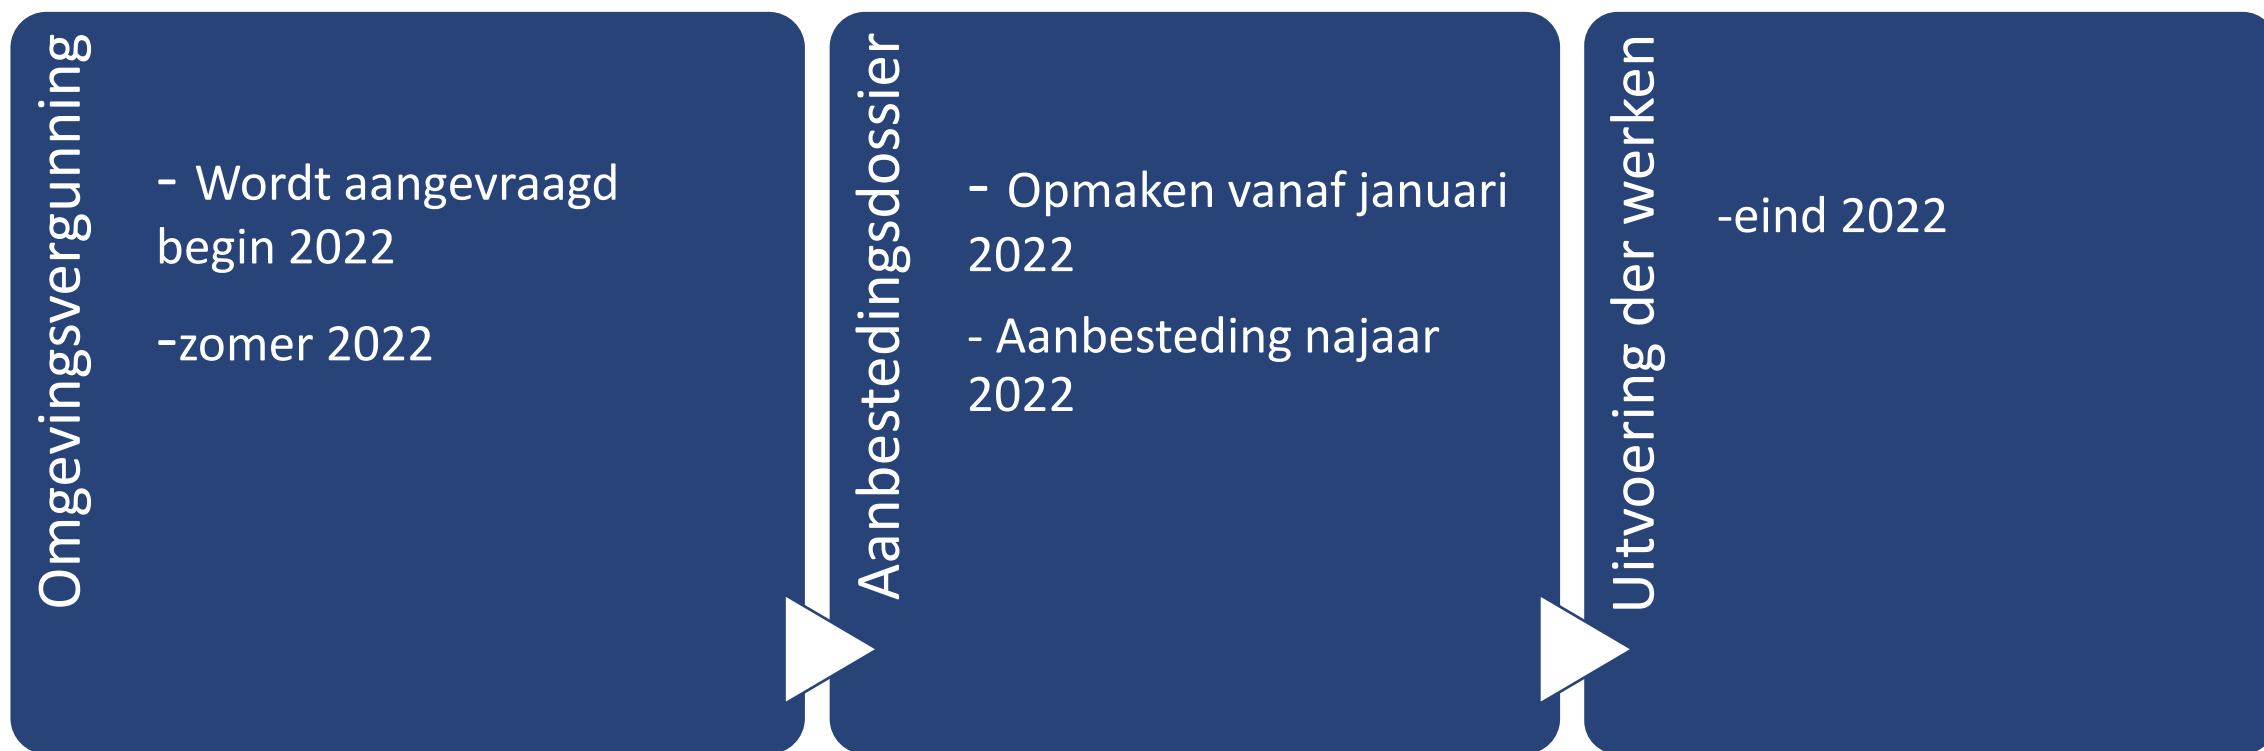 Omgevingsvergunning
- Wordt aangevraagd
begin 2022
-zomer 2022
Aanbestedingsdossier
- Opmaken vanaf januari
2022
- Aanbesteding najaar
2022
Uitvoering der werken
-eind 2022